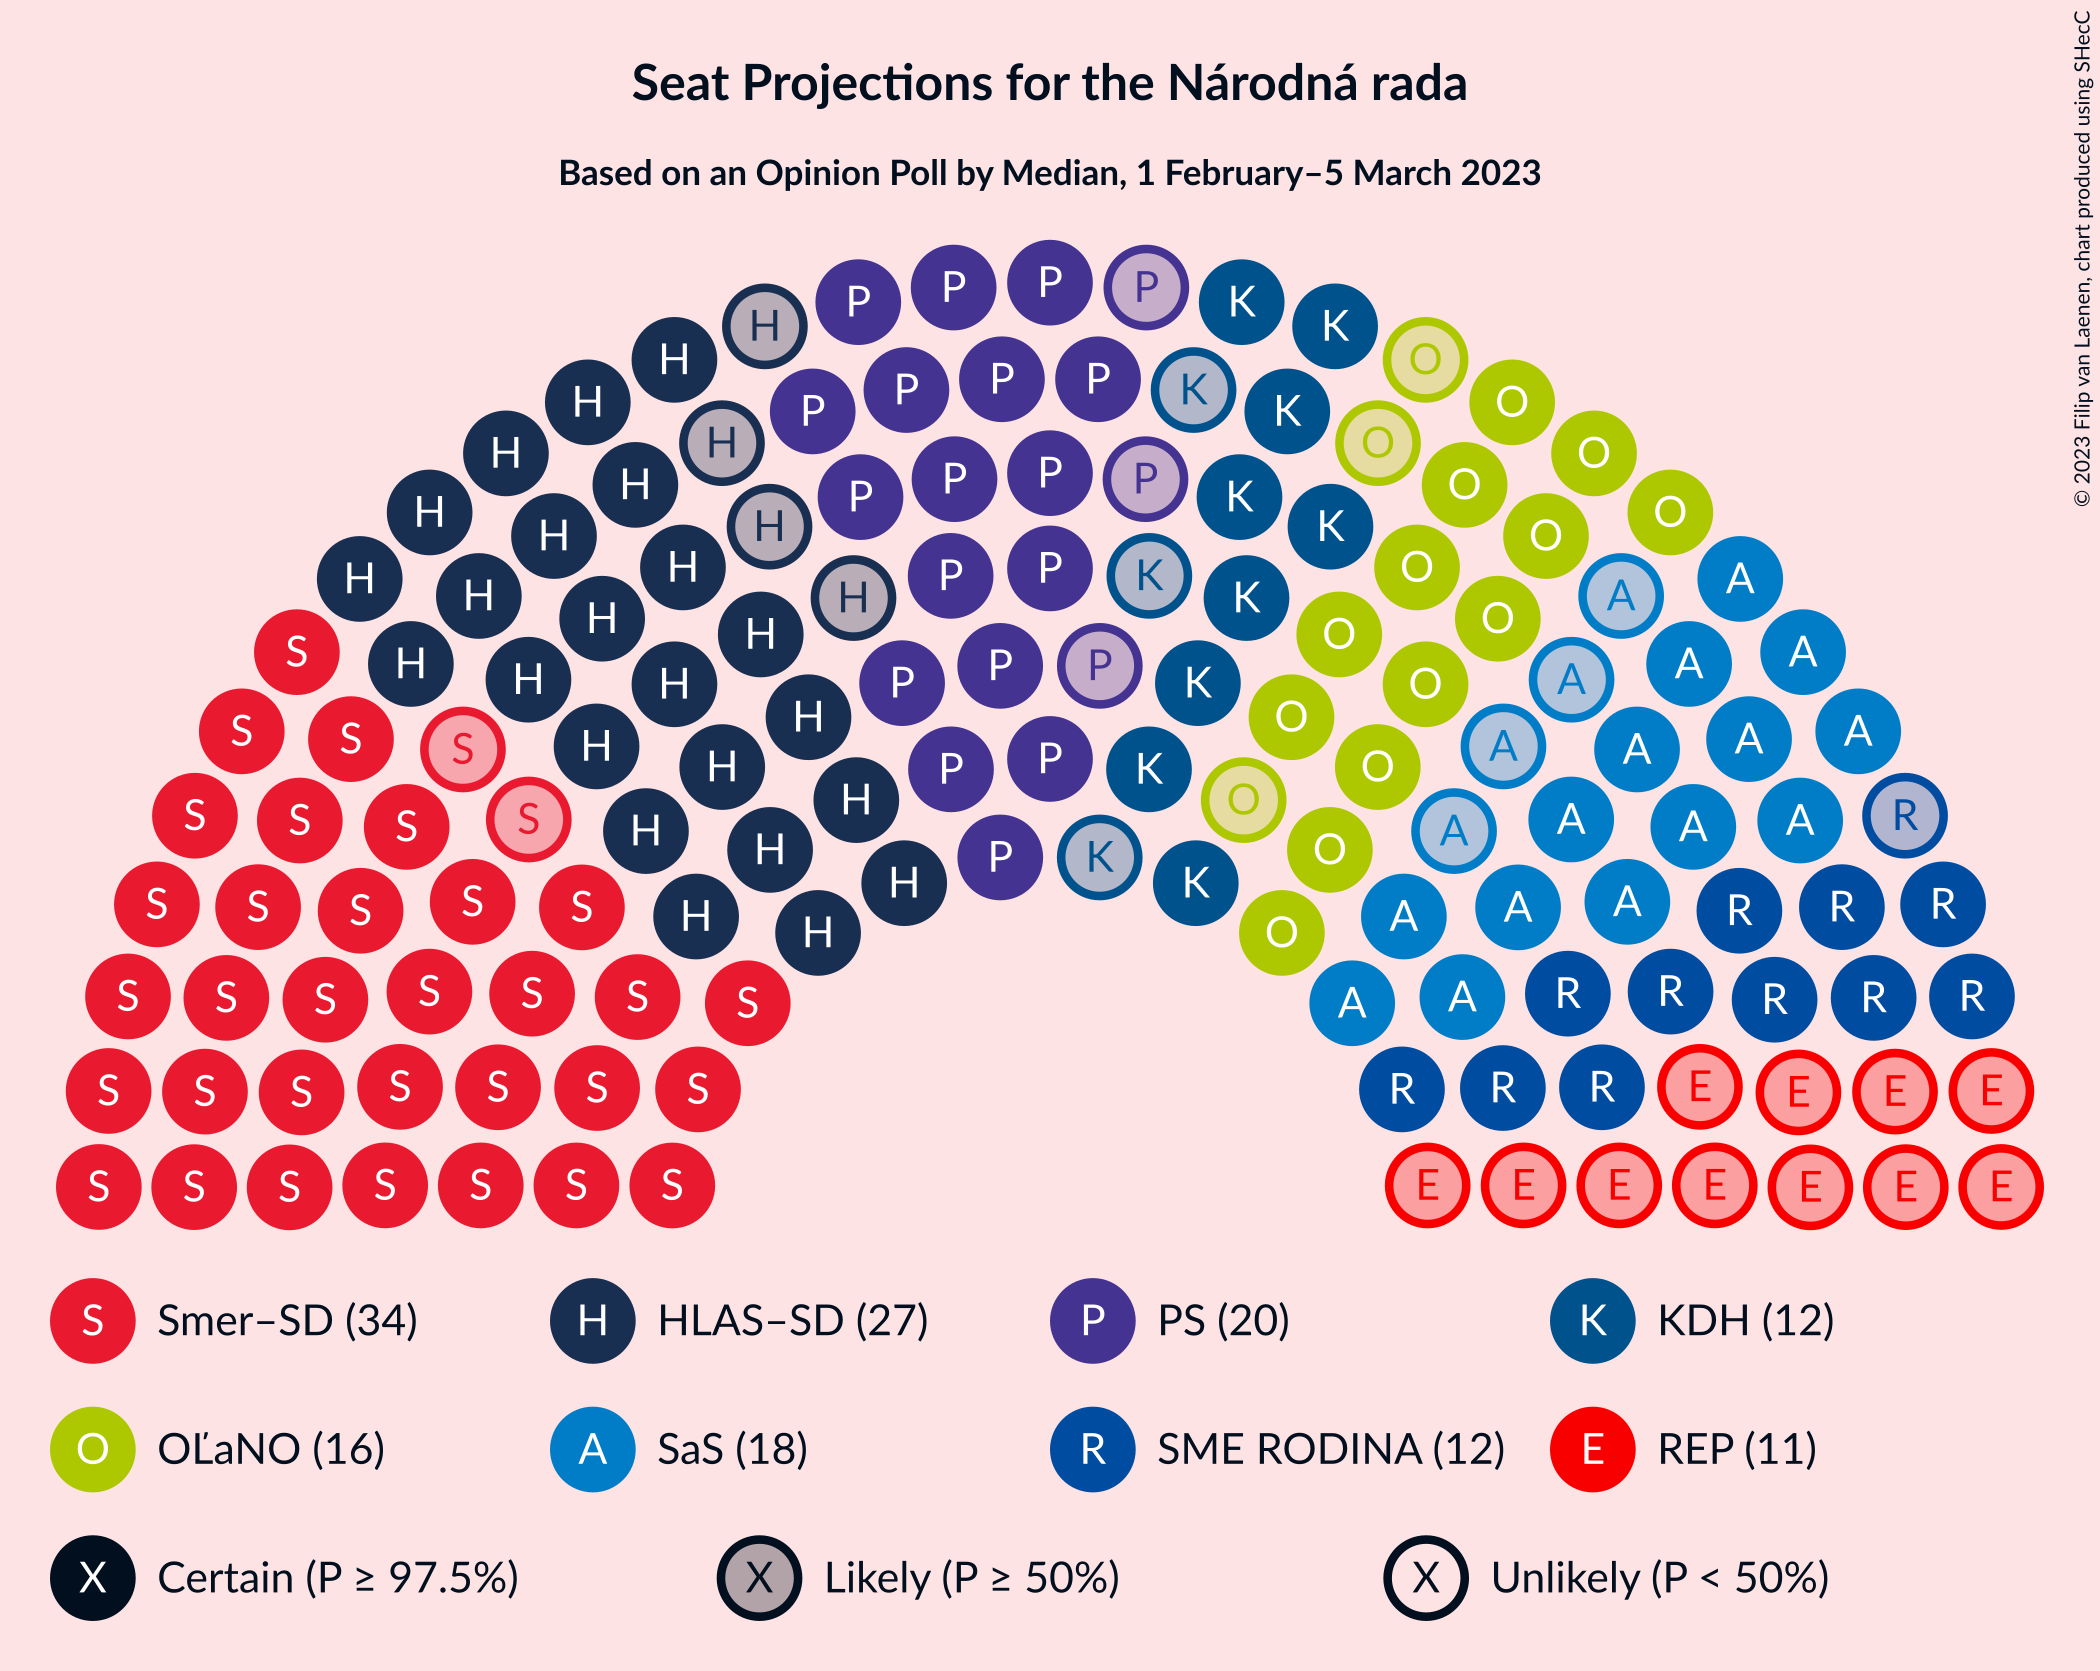 Seat Projections for the Národná rada
Based on an Opinion Poll by Median, 1 February–5 March 2023
© 2023 Filip van Laenen, chart produced using SHecC
S Smer–SD (34)
H HLAS–SD (27)
P PS (20)
K KDH (12)
O OĽaNO (16)
A SaS (18)
R SME RODINA (12)
E REP (11)
X Certain (P ≥ 97.5%)
X Likely (P ≥ 50%)
X Unlikely (P < 50%)